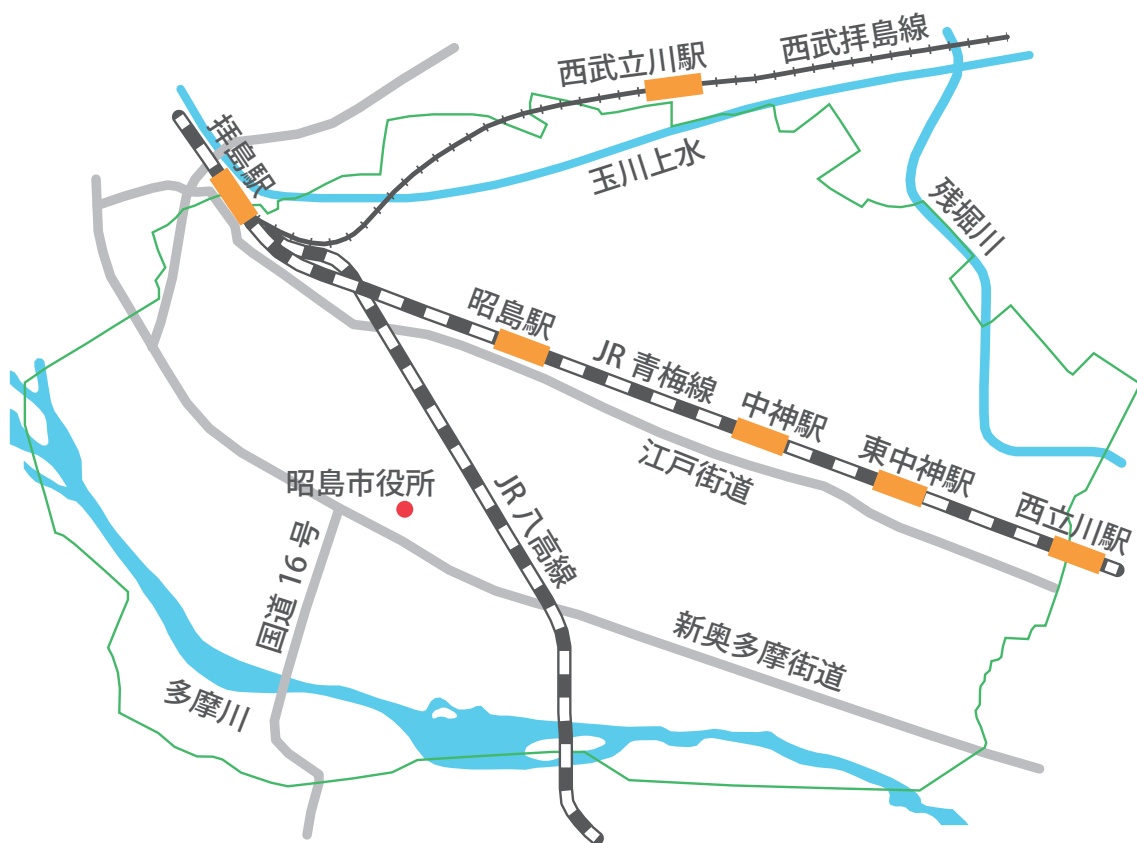 西武拝島線
西武立川駅
拝島駅
玉川上水
残堀川
昭島駅
JR 青梅線
中神駅
江戸街道
東中神駅
西立川駅
昭島市役所
JR 八高線
国道 16 号
新奥多摩街道
多摩川